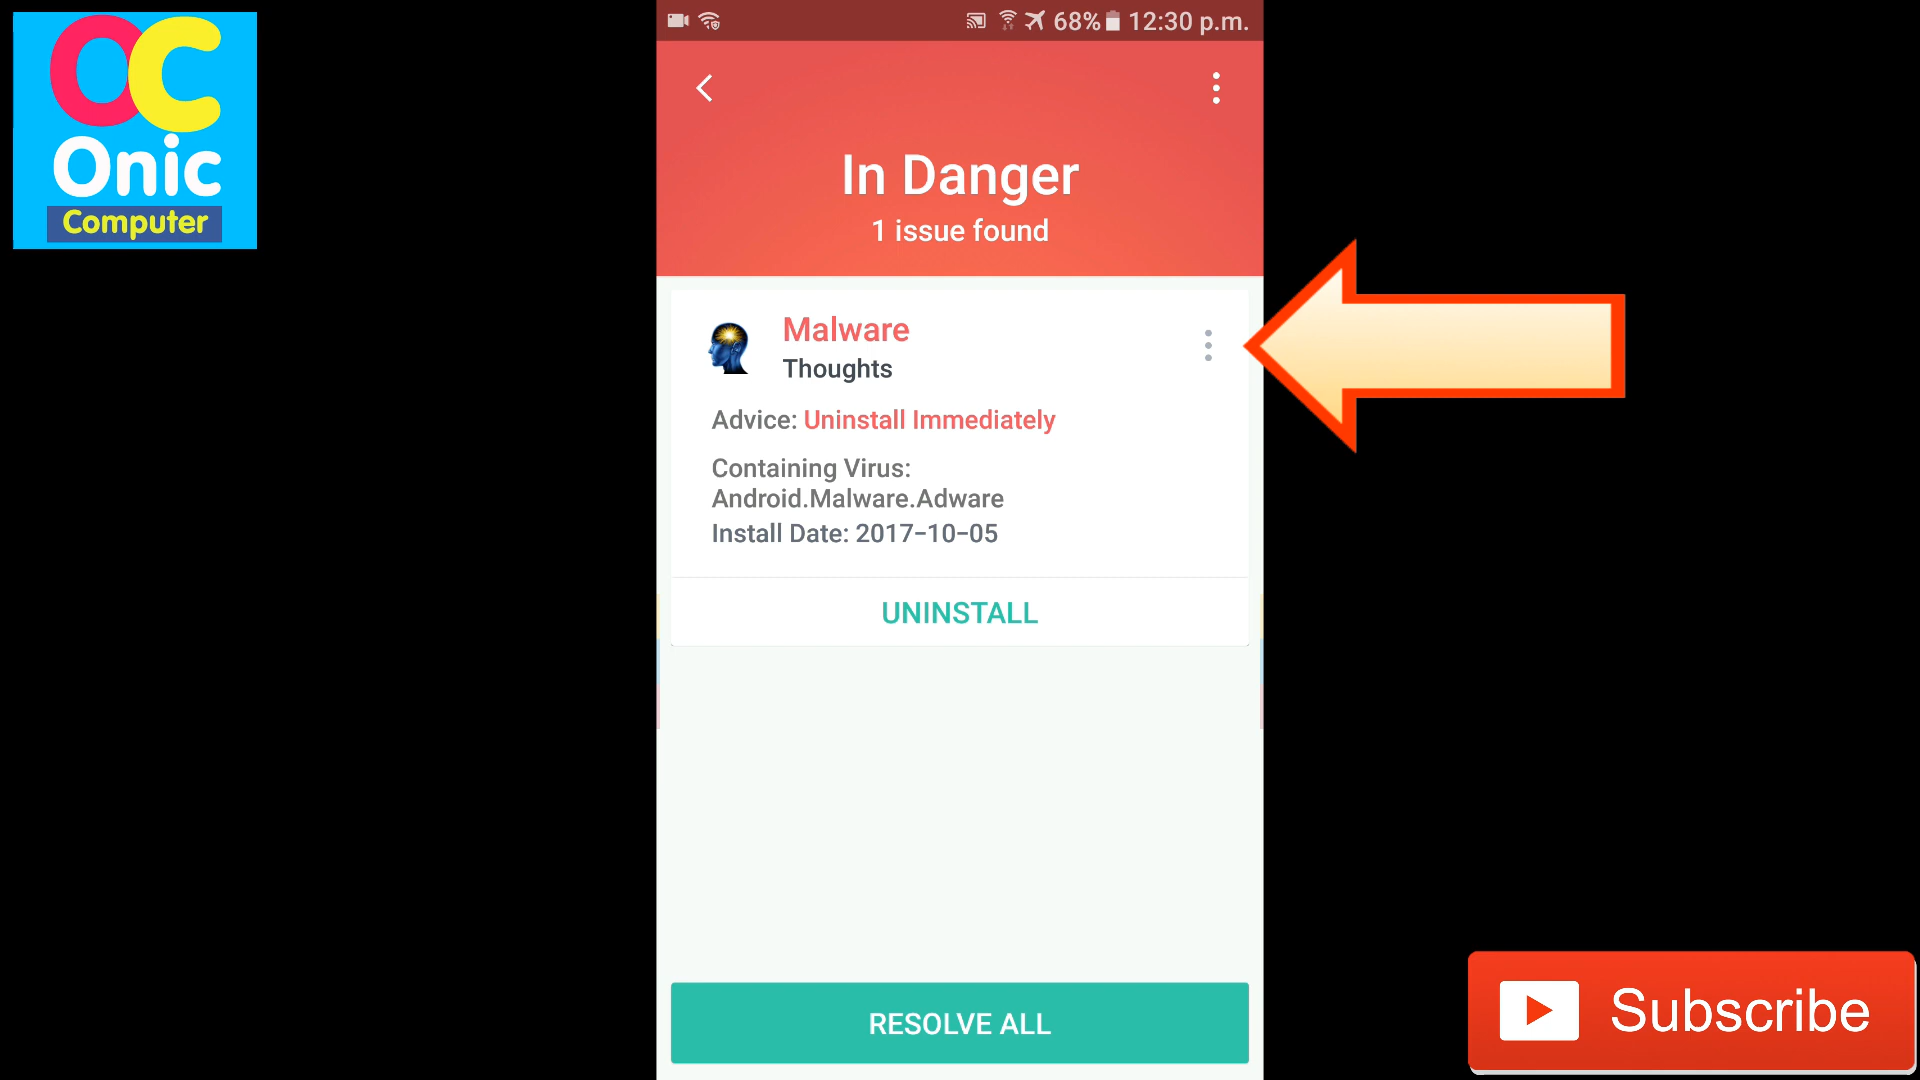 OC
Onic
Computer
68% 12:30 p.m.
In Danger
1 issue found
Malware
Thoughts
Advice: Uninstall Immediately
Containing Virus:
Android.Malware.Adware
Install Date: 2017-10-05
UNINSTALL
RESOLVE ALL
Subscribe